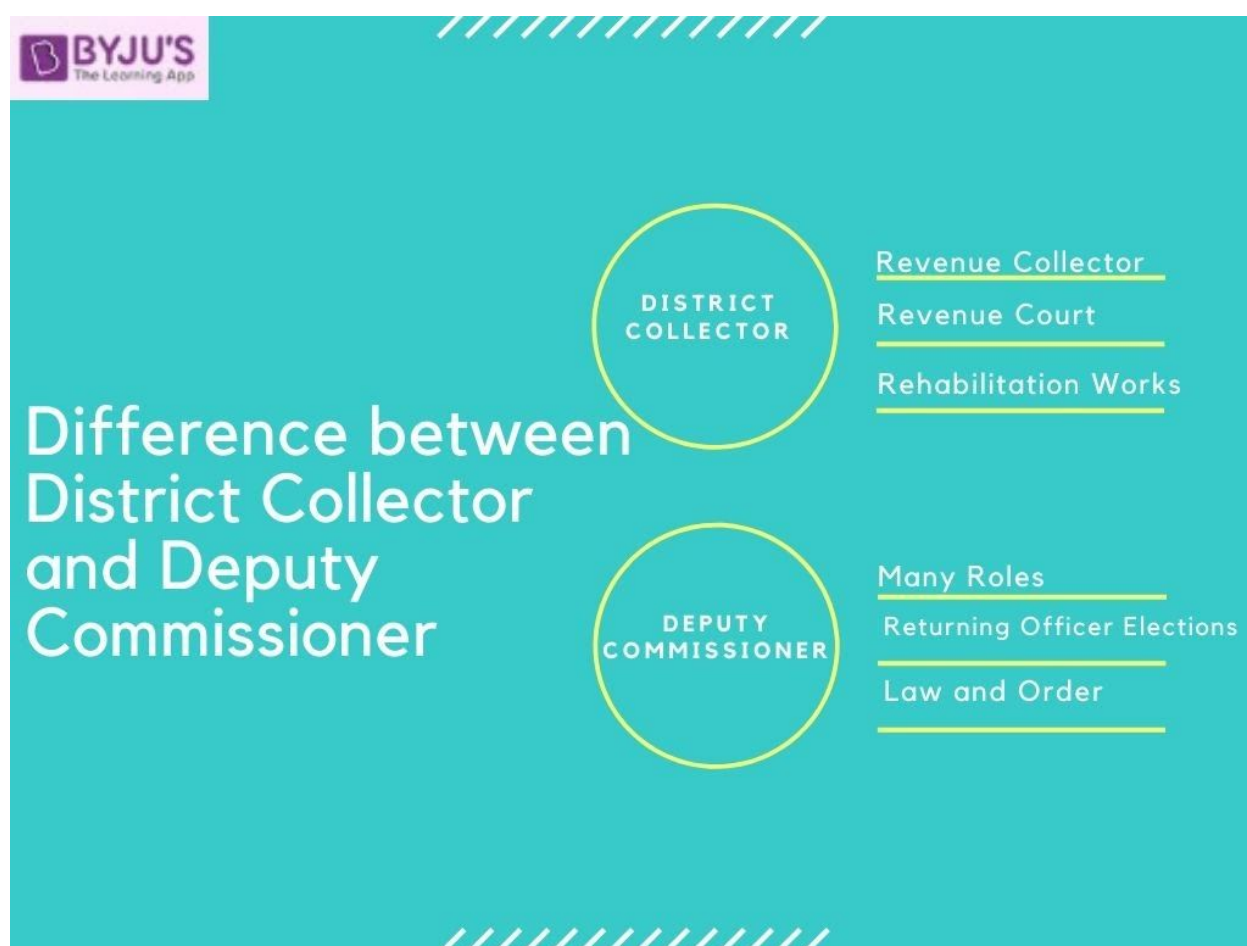 BYJU'S
The Learning App
Difference between
District Collector
and Deputy
Commissioner
DISTRICT
COLLECTOR
Revenue Collector
Revenue Court
Rehabilitation Works
DEPUTY
COMMISSIONER
Many Roles
Returning Officer Elections
Law and Order